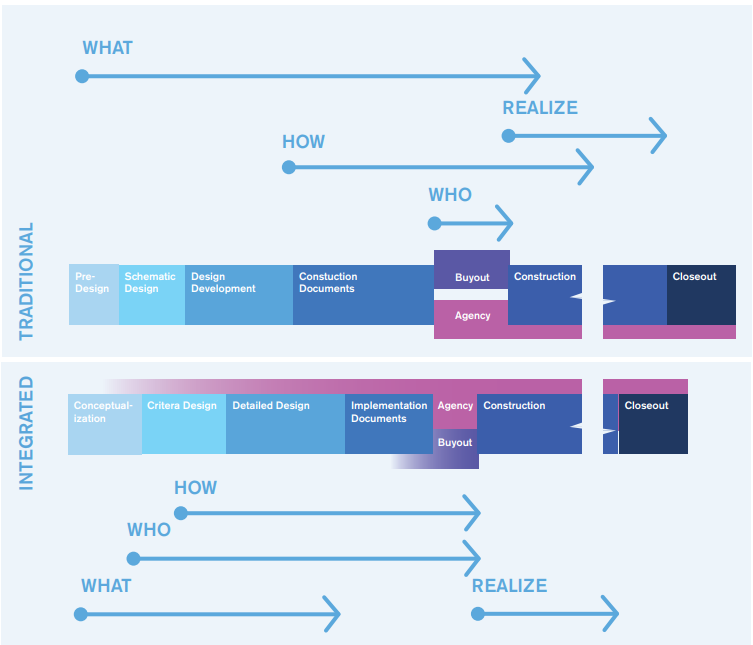 WHAT
REALIZE
HOW
WHO
TRADITIONAL
Pre-
Design
Schematic
Design
Design
Development
Constuction
Documents
Buyout
Agency
Construction
Closeout
INTEGRATED
Conceptual-
ization
Critera Design
Detailed Design
Implementation
Documents
Agency
Buyout
Construction
Closeout
HOW
WHO
WHAT
REALIZE